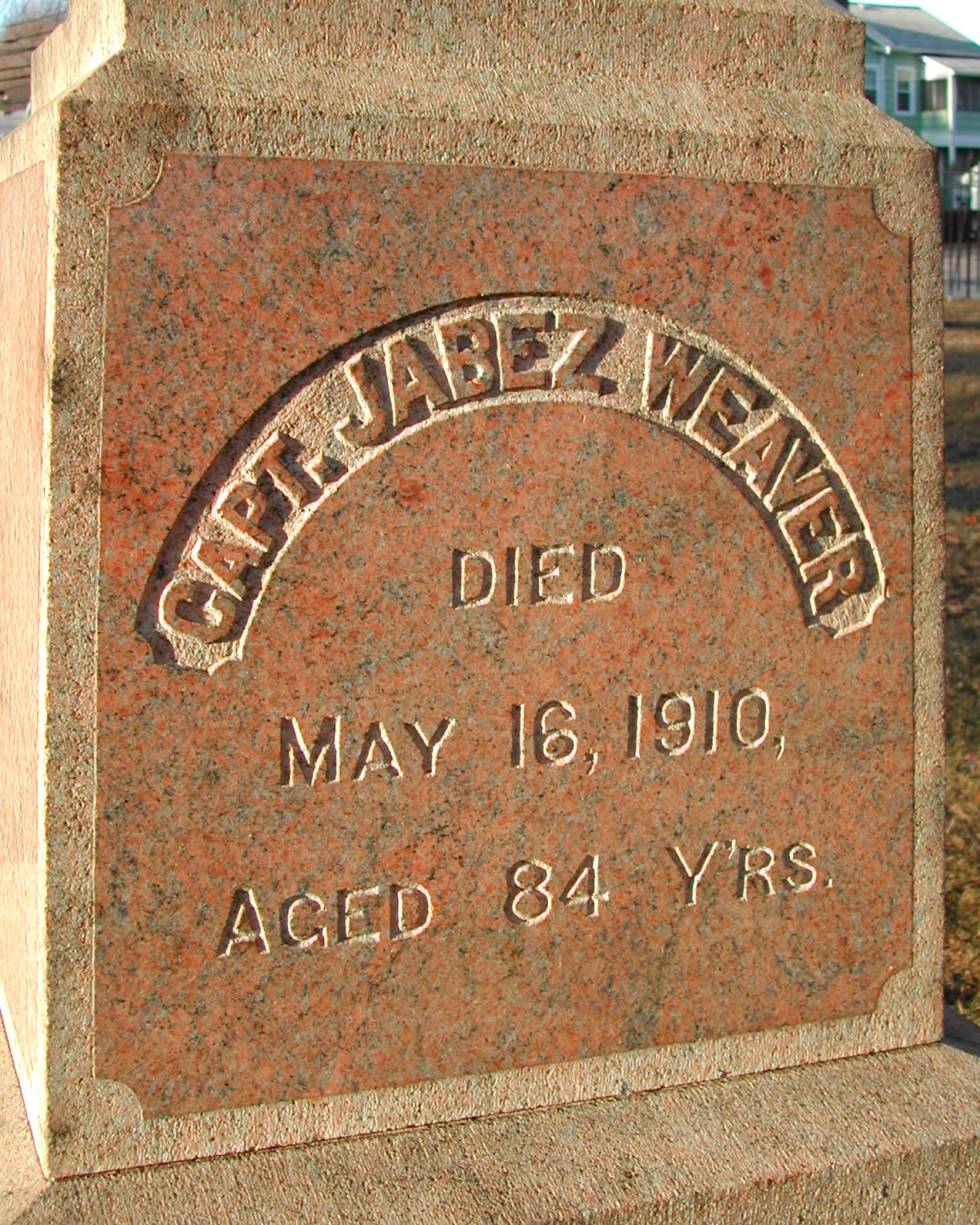 CAPT. JABEZ WEAVER
DIED
MAY 16, 1910,
AGED 84 Y'RS.